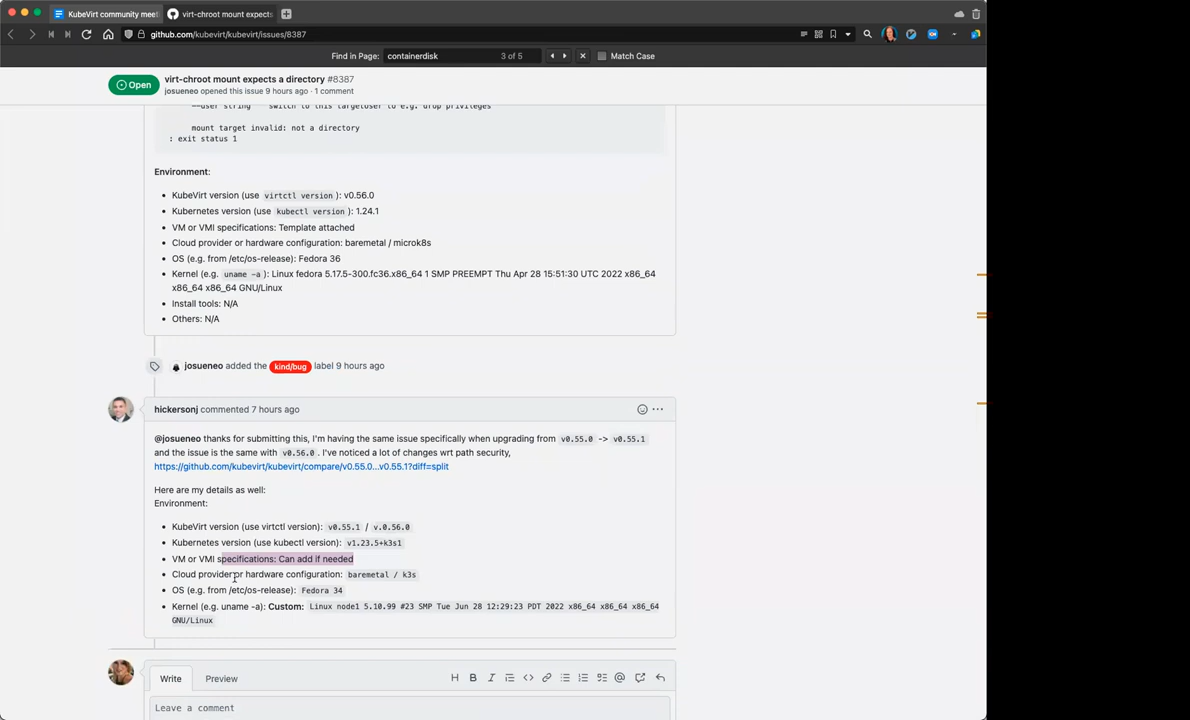 KubeVirt community meet
virt-chroot mount expects
github.com/kubevirt/kubevirt/issues/8387
Find in Page:
containerdisk
3 of 5
Match Case
Open
virt-chroot mount expects a directory #8387
josueneo opened this issue 9 hours ago · 1 comment
--user string switch to this targetuser to e.g. drop privileges
mount target invalid: not a directory
: exit status 1
Environment:
• KubeVirt version (use virtctl version ): v0.56.0
• Kubernetes version (use kubectl version ): 1.24.1
• VM or VMI specifications: Template attached
• Cloud provider or hardware configuration: baremetal / microk8s
• OS (e.g. from /etc/os-release): Fedora 36
• Kernel (e.g. uname -a ): Linux fedora 5.17.5-300.fc36.x86_64 1 SMP PREEMPT Thu Apr 28 15:51:30 UTC 2022 x86_64
x86_64 x86_64 GNU/Linux
• Install tools: N/A
• Others: N/A
josueneo added the kind/bug label 9 hours ago
hickersonj commented 7 hours ago
@josueneo thanks for submitting this, I'm having the same issue specifically when upgrading from v0.55.0 -> v0.55.1
and the issue is the same with v0.56.0 . I've noticed a lot of changes wrt path security,
https://github.com/kubevirt/kubevirt/compare/v0.55.0...v0.55.1?diff=split
Here are my details as well:
Environment:
• KubeVirt version (use virtctl version): v0.55.1 / v.0.56.0
• Kubernetes version (use kubectl version): v1.23.5+k3s1
• VM or VMI specifications: Can add if needed
• Cloud provider or hardware configuration: baremetal / k3s
• OS (e.g. from /etc/os-release): Fedora 34
• Kernel (e.g. uname -a): Custom: Linux node1 5.10.99 #23 SMP Tue Jun 28 12:29:23 PDT 2022 x86_64 x86_64 x86_64
GNU/Linux
Write
Preview
Leave a comment